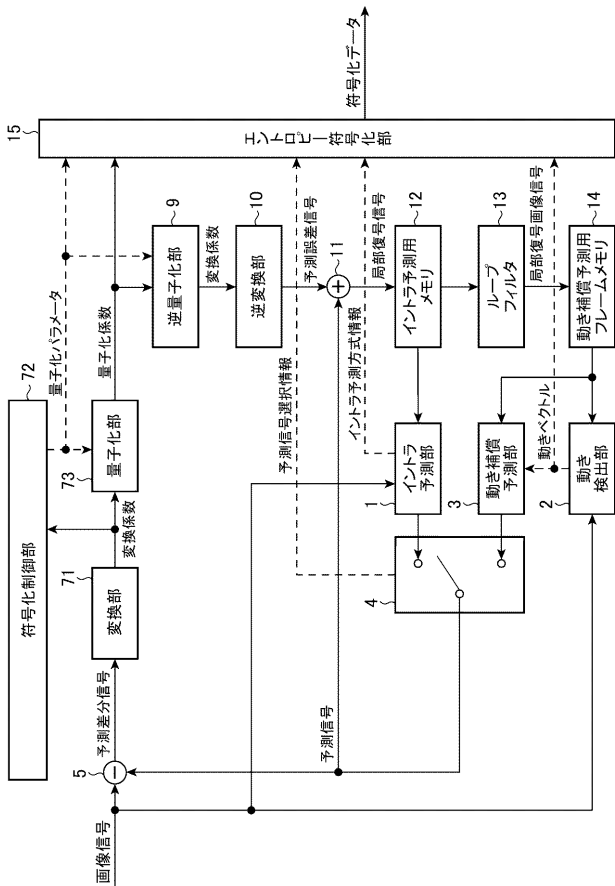 符号化制御部
72
画像信号
5
予測差分信号
変換部
71
変換係数
量子化部
73
量子化パラメータ
量子化係数
エントロピー符号化部
15
符号化データ
逆量子化部
9
変換係数
逆変換部
10
予測誤差信号
11
局部復号信号
イントラ予測用
メモリ
12
ループ
フィルタ
13
局部復号画像信号
動き補償予測用
フレームメモリ
14
予測信号選択情報
イントラ予測方式情報
イントラ
予測部
1
動き補償
予測部
3
動きベクトル
動き
検出部
2
4
予測信号